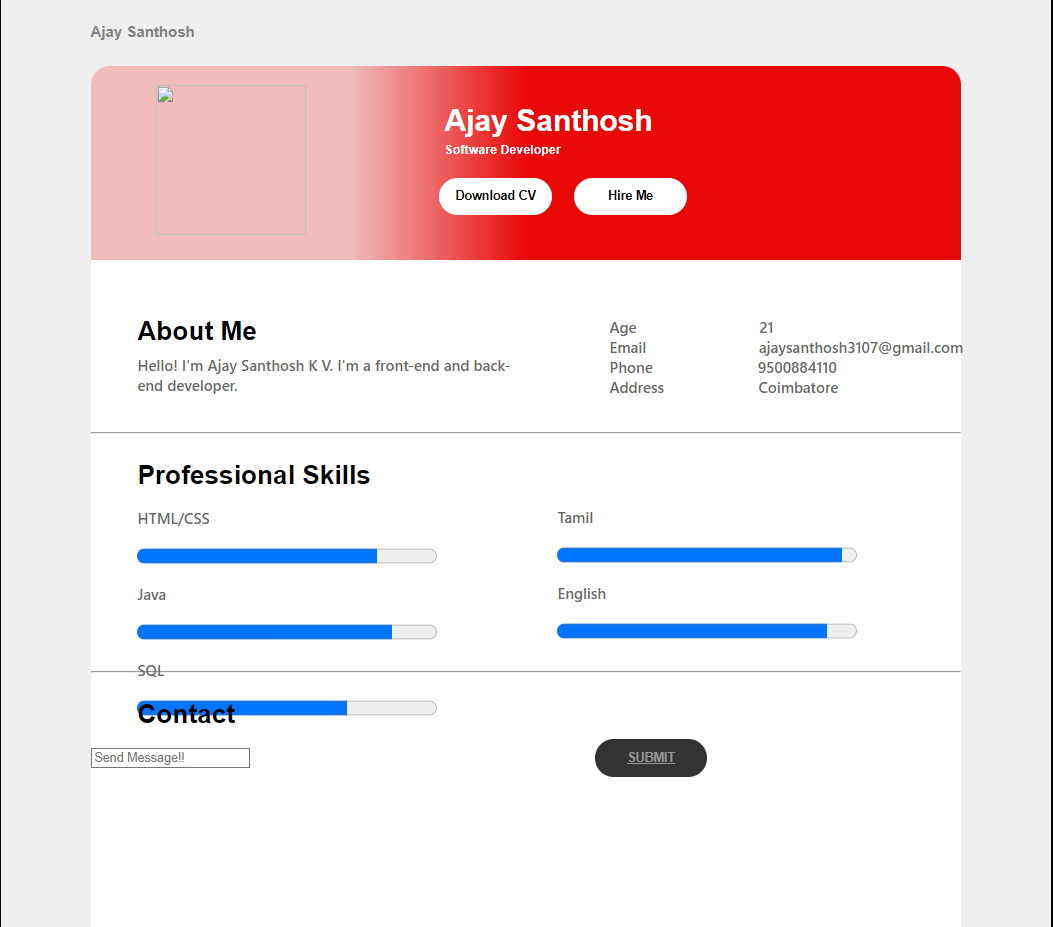 Ajay Santhosh
Ajay Santhosh
Software Developer
Download CV
Hire Me
About Me
Hello! I'm Ajay Santhosh K V. I'm a front-end and back-
end developer.
Age 21
Email ajaysanthosh3107@gmail.com
Phone 9500884110
Address Coimbatore
Professional Skills
HTML/CSS
Tamil
Java
English
SQL
Contact
Send Message!!
SUBMIT